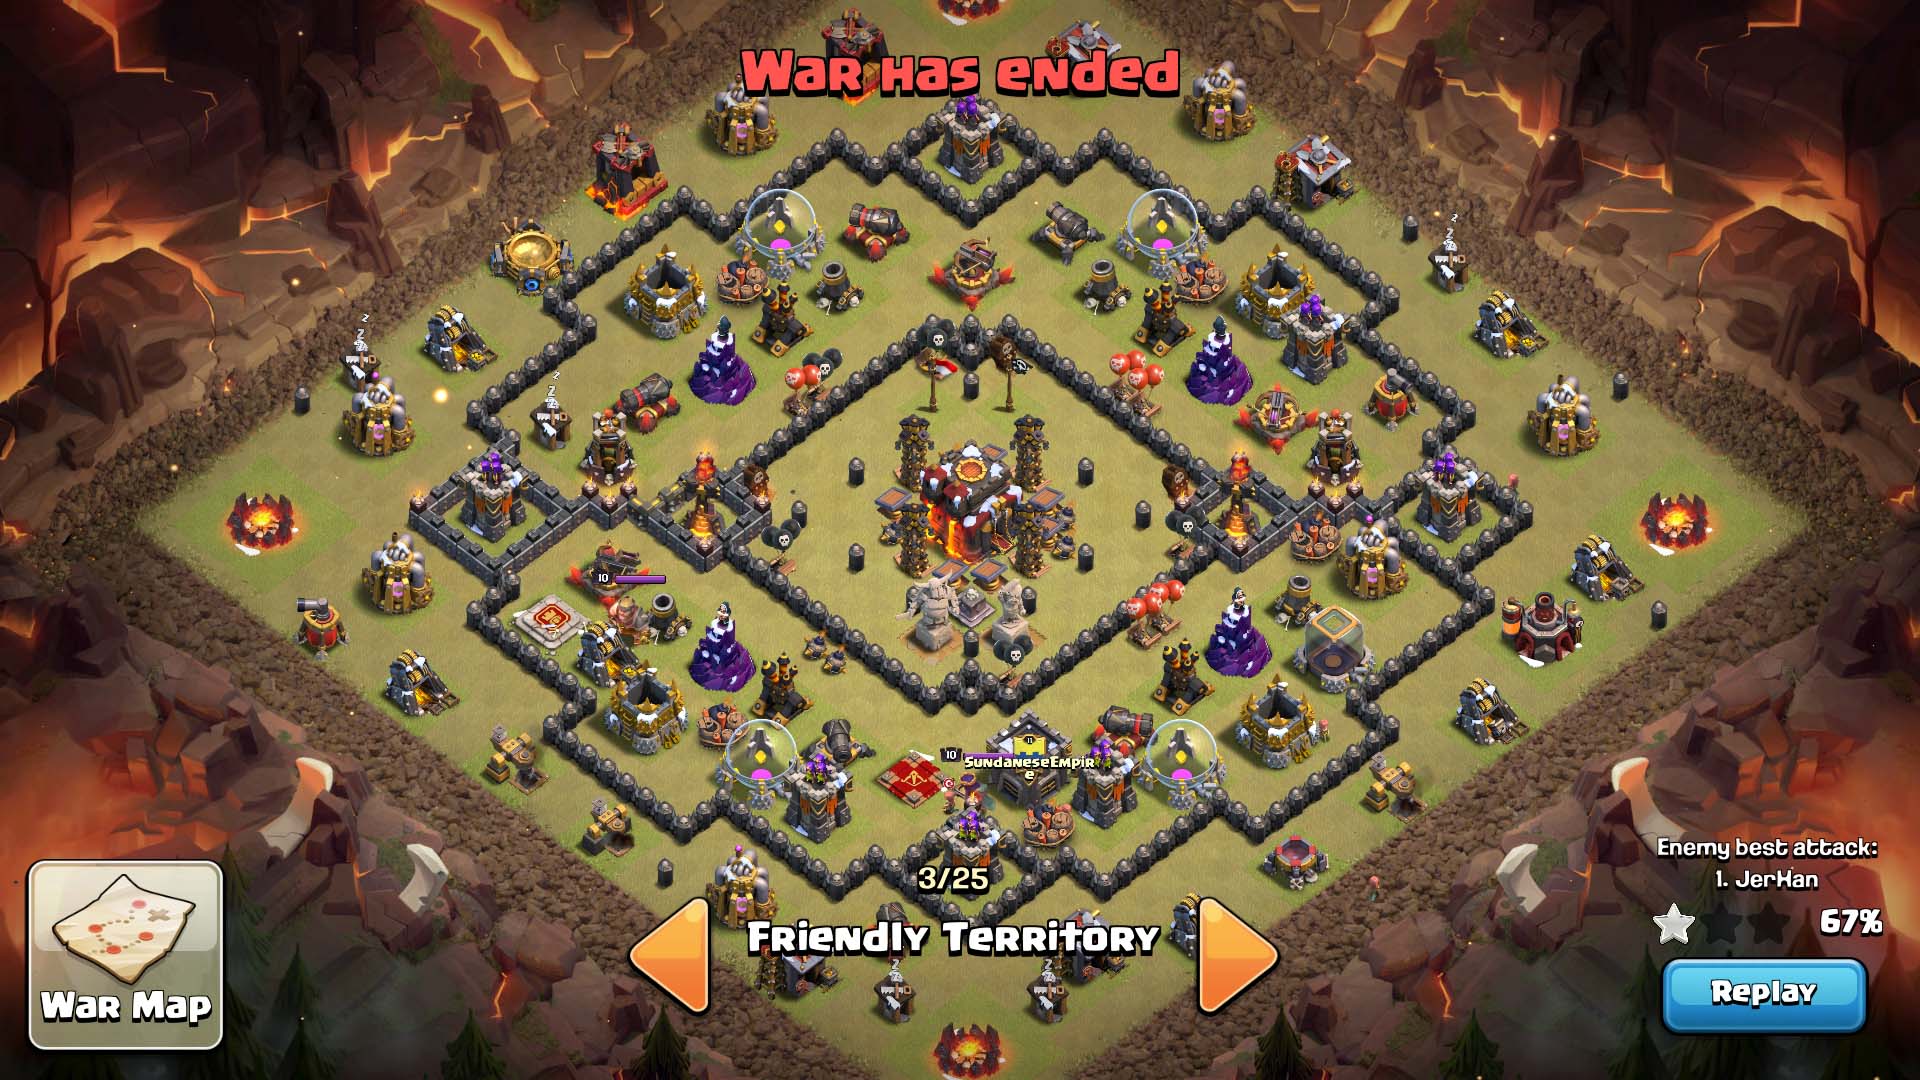 War has ended
10
10
11
SundaneseEmpir
e
3/25
Friendly Territory
War Map
Enemy best attack:
1. JerHan
67%
Replay